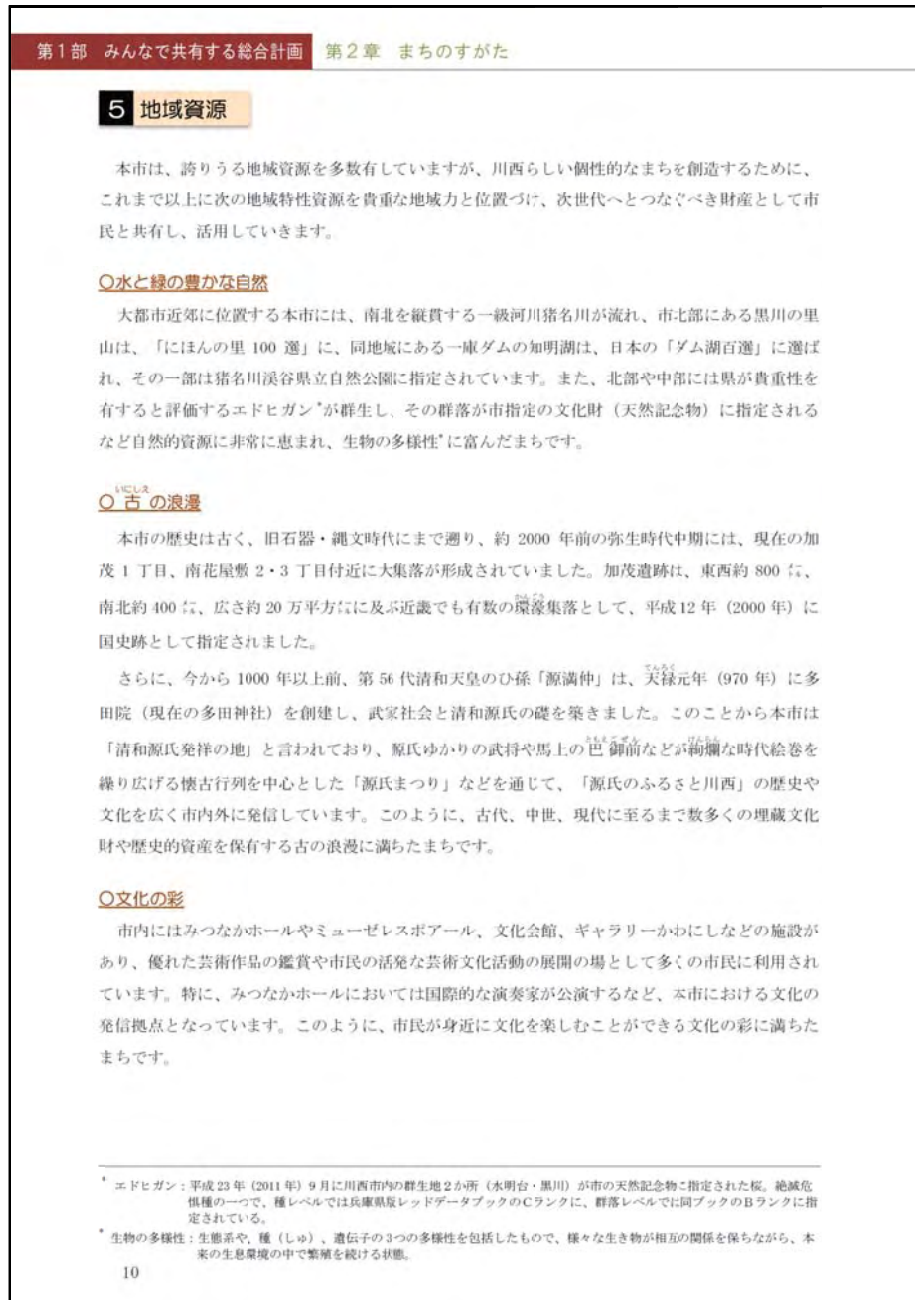 第1部 みんなで共有する総合計画 第2章 まちのすがた
5 地域資源
本市は、誇りうる地域資源を多数有していますが、川西らしい個性的なまちを創造するために、
これまで以上に次の地域特性資源を貴重な地域力と位置づけ、次世代へとつなぐべき財産として市
民と共有し、活用していきます。
○水と緑の豊かな自然
大都市近郊に位置する本市には、南北を縦貫する一級河川猪名川が流れ、市北部にある黒川の里
山は、「にほんの里 100 選」に、同地域にある一庫ダムの知明湖は、日本の「ダム湖百選」に選ば
れ、その一部は猪名川渓谷県立自然公園に指定されています。また、北部や中部には県が貴重性を
有すると評価するエドヒガン*が群生し、その群落が市指定の文化財（天然記念物）に指定される
など自然的資源に非常に恵まれ、生物の多様性*に富んだまちです。
○古の浪漫
本市の歴史は古く、旧石器・縄文時代にまで遡り、約 2000 年前の弥生時代中期には、現在の加
茂 1 丁目、南花屋敷 2・3 丁目付近に大集落が形成されていました。加茂遺跡は、東西約 800 ㍍、
南北約 400 ㍍、広さ約 20 万平方㍍に及ぶ近畿でも有数の環濠集落として、平成12 年（2000 年）に
国史跡として指定されました。
さらに、今から 1000 年以上前、第 56 代清和天皇のひ孫「源満仲」は、天禄元年（970 年）に多
田院（現在の多田神社）を創建し、武家社会と清和源氏の礎を築きました。このことから本市は
「清和源氏発祥の地」と言われており、源氏ゆかりの武将や馬上の巴御前などが絢爛な時代絵巻を
繰り広げる懐古行列を中心とした「源氏まつり」などを通じて、「源氏のふるさと川西」の歴史や
文化を広く市内外に発信しています。このように、古代、中世、現代に至るまで数多くの埋蔵文化
財や歴史的資産を保有する古の浪漫に満ちたまちです。
○文化の彩
市内にはみつなかホールやミューゼレスポアール、文化会館、ギャラリーかわにしなどの施設が
あり、優れた芸術作品の鑑賞や市民の活発な芸術文化活動の展開の場として多くの市民に利用され
ています。特に、みつなかホールにおいては国際的な演奏家が公演するなど、本市における文化の
発信拠点となっています。このように、市民が身近に文化を楽しむことができる文化の彩に満ちた
まちです。
* エドヒガン：平成 23 年（2011 年）9 月に川西市内の群生地 2 か所（水明台・黒川）が市の天然記念物に指定された桜。絶滅危
惧種の一つで、種レベルでは兵庫県版レッドデータブックのCランクに、群落レベルでは同ブックのBランクに指
定されている。
* 生物の多様性：生態系や、種（しゅ）、遺伝子の 3つの多様性を包括したもので、様々な生き物が相互の関係を保ちながら、本
来の生息環境の中で繁殖を続ける状態。
10